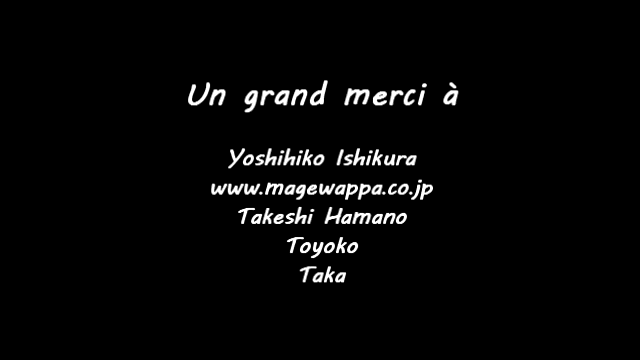 Un grand merci à
Yoshihiko Ishikura
www.magewappa.co.jp
Takeshi Hamano
Toyoko
Taka